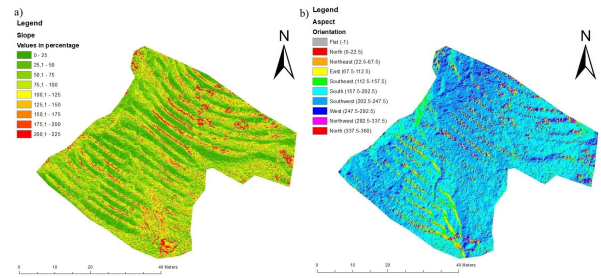 a)
Legend
Slope
Values in percentage
0 - 25
25,1 - 50
50,1 - 75
75,1 - 100
100,1 - 125
125,1 - 150
150,1 - 175
175,1 - 200
200,1 - 225
N
0 10 20 40 Meters
b)
Legend
Aspect
Orientation
Flat (-1)
North (0-22.5)
Northeast (22.5-67.5)
East (67.5-112.5)
Southeast (112.5-157.5)
South (157.5-202.5)
Southwest (202.5-247.5)
West (247.5-292.5)
Northwest (292.5-337.5)
North (337.5-360)
N
0 10 20 40 Meters